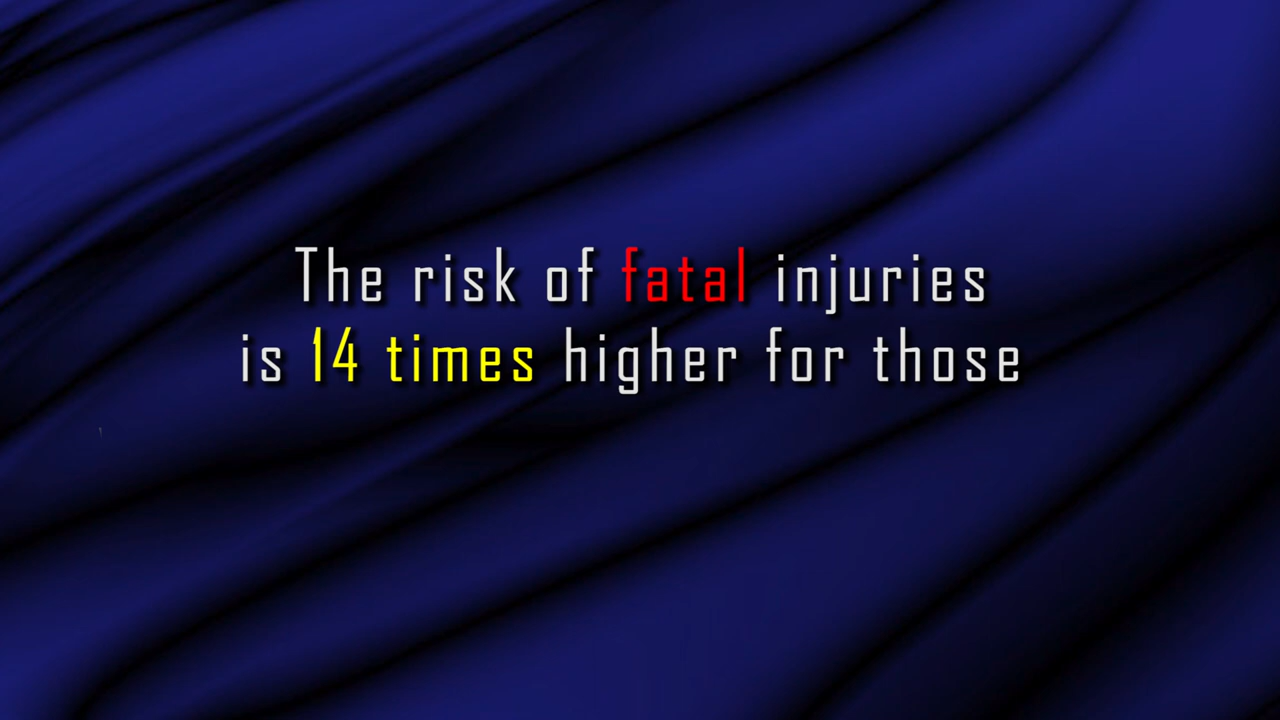 The risk of fatal injuries
is 14 times higher for those